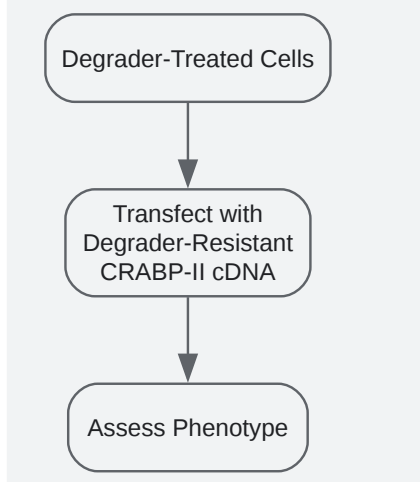 Degrader-Treated Cells
Transfect with
Degrader-Resistant
CRABP-II cDNA
Assess Phenotype